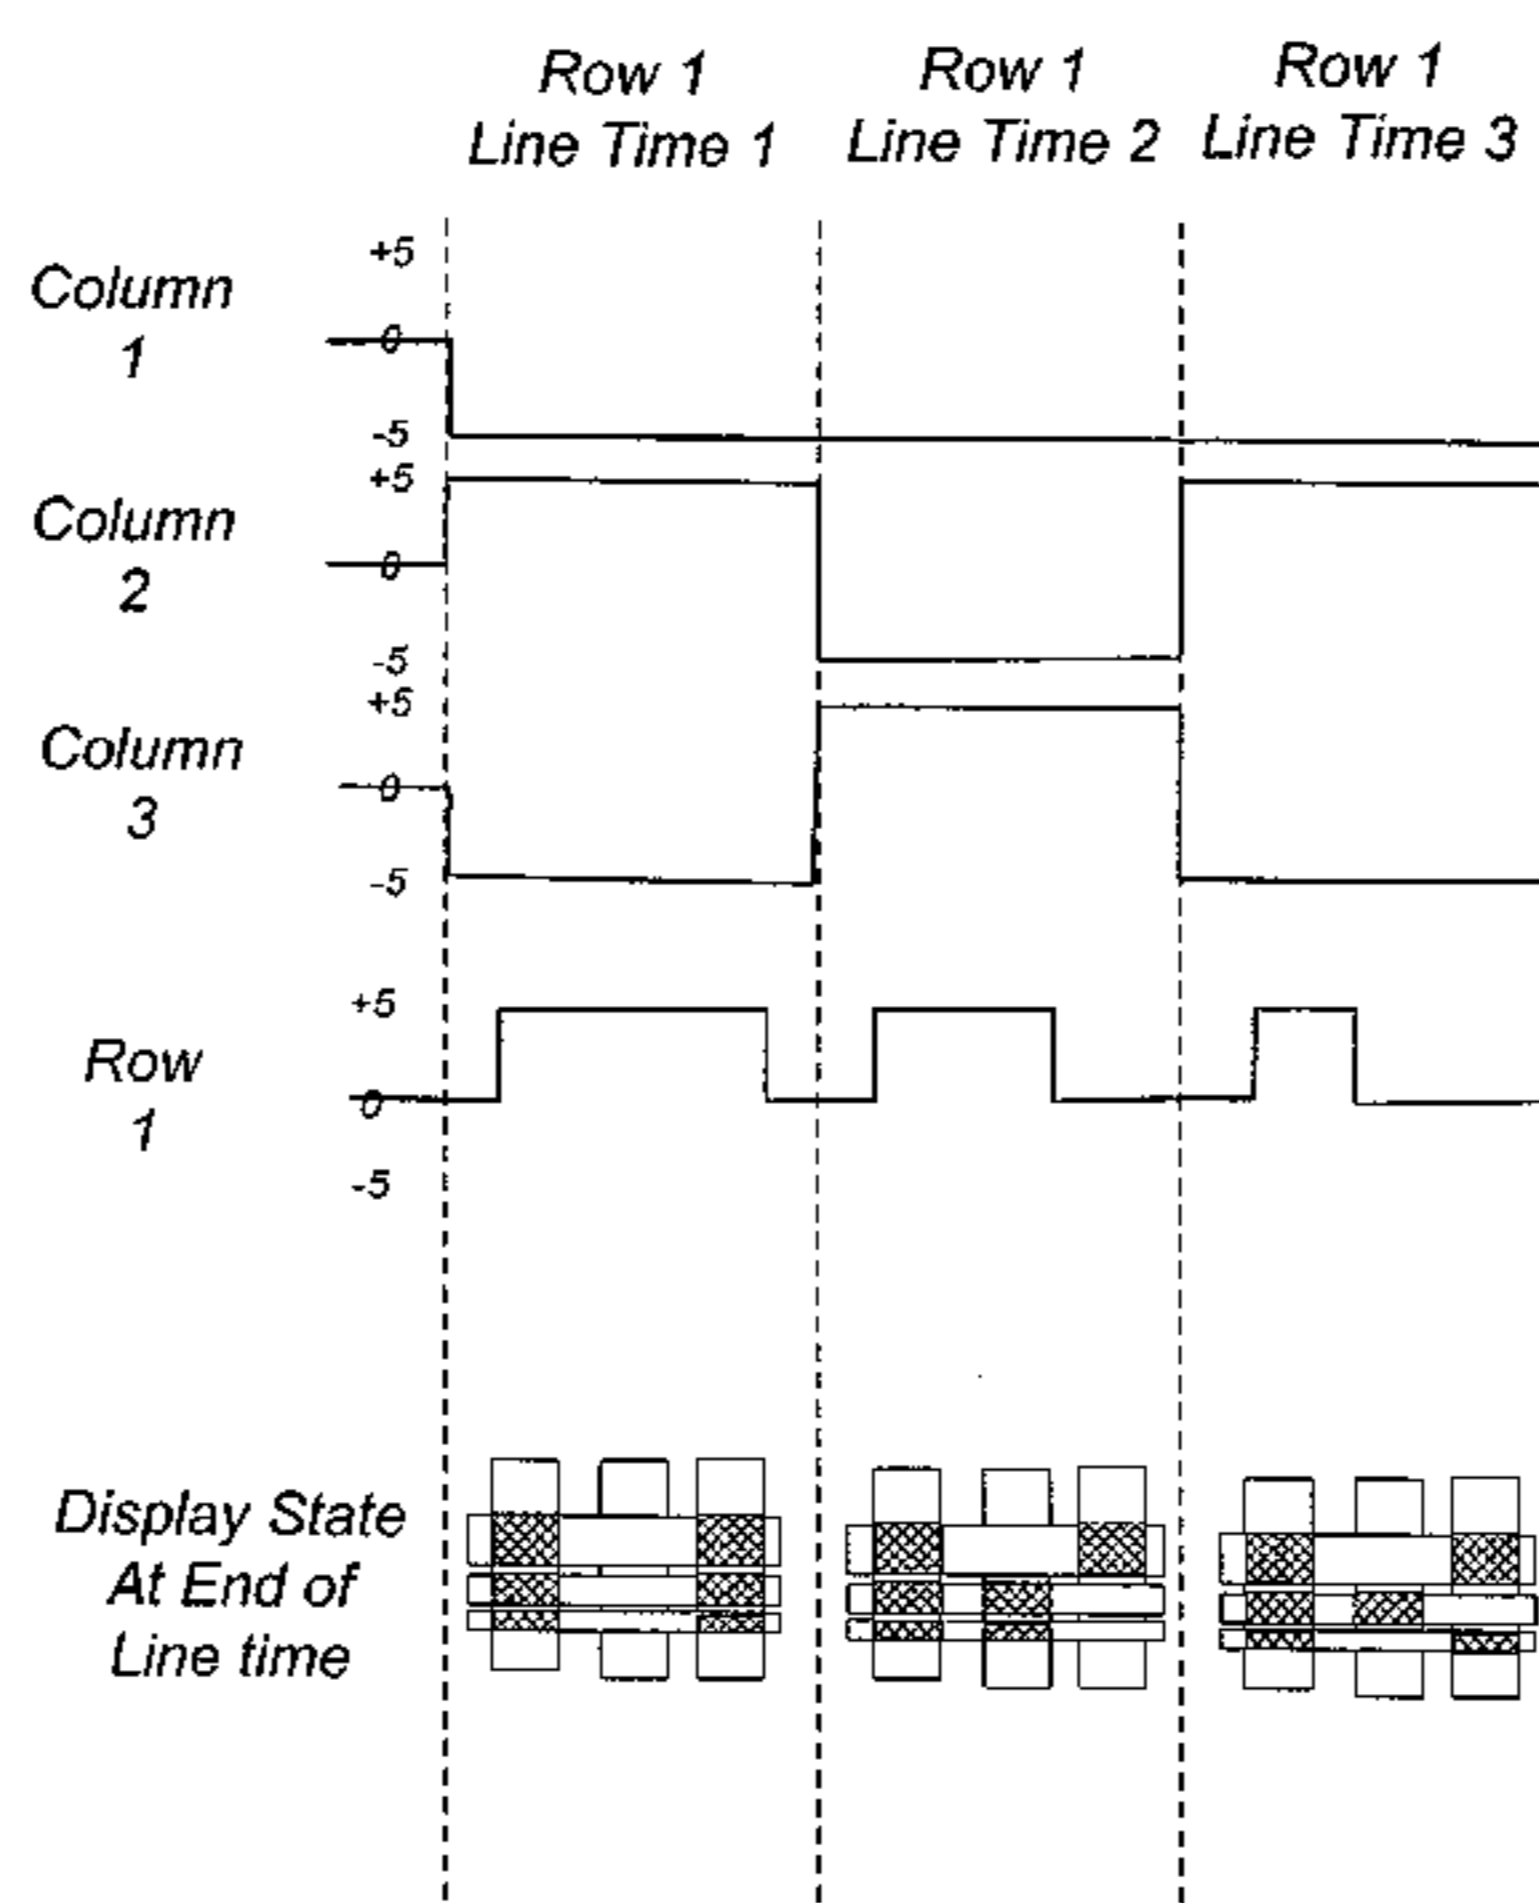 Row 1
Line Time 1
Row 1
Line Time 2
Row 1
Line Time 3
Column
1
+5
0
-5
Column
2
+5
0
-5
Column
3
+5
0
-5
Row
1
+5
0
-5
Display State
At End of
Line time